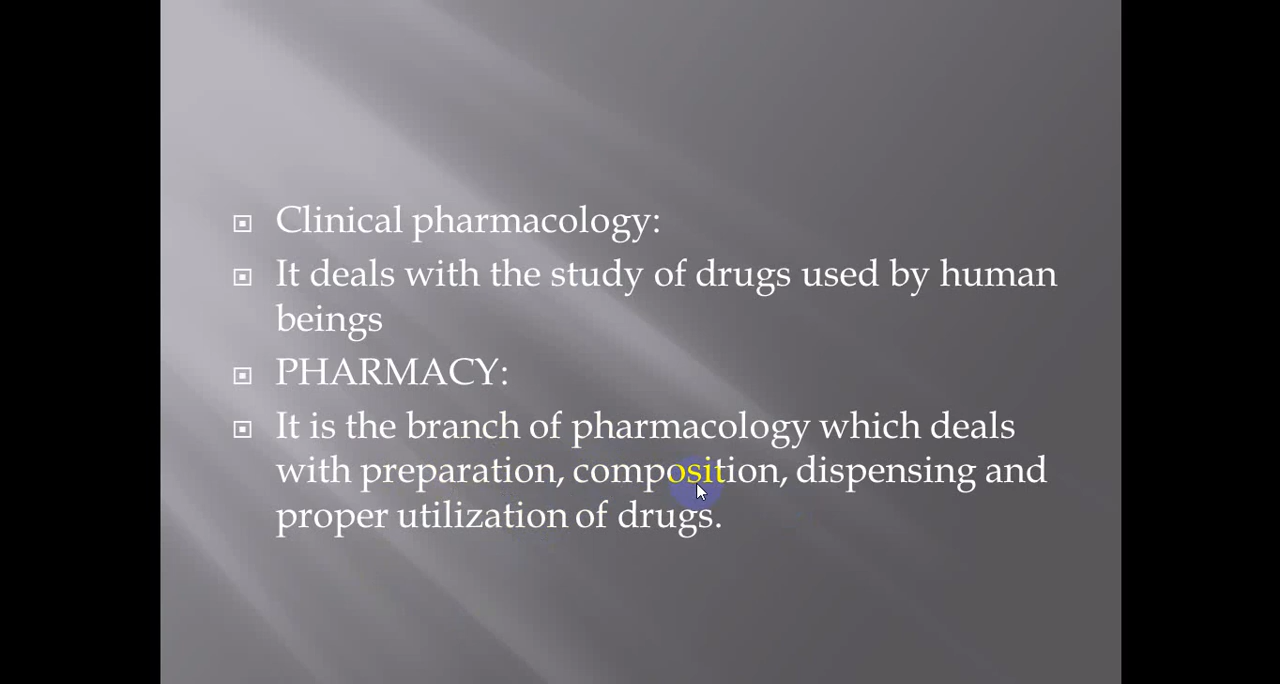 Clinical pharmacology:
It deals with the study of drugs used by human
beings
PHARMACY:
It is the branch of pharmacology which deals
with preparation, composition, dispensing and
proper utilization of drugs.